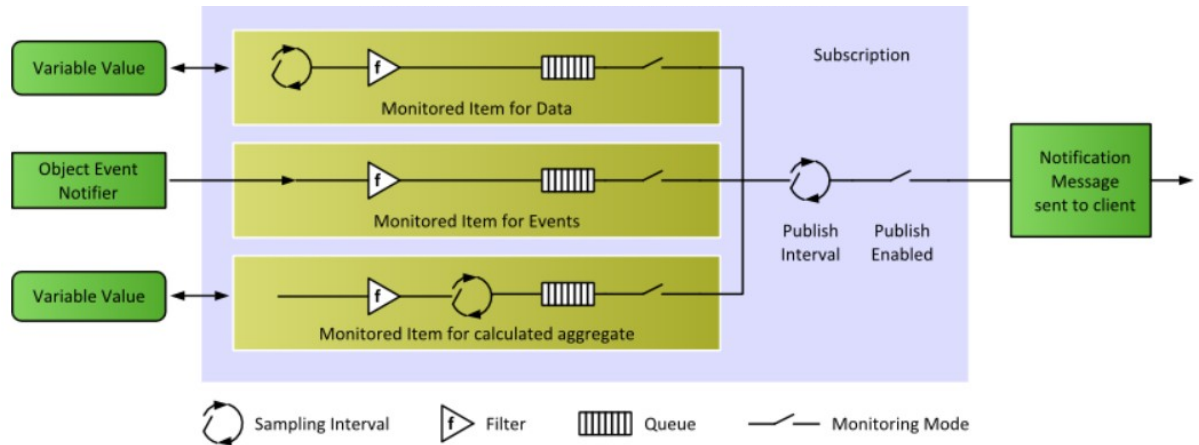 Variable Value
Monitored Item for Data
Subscription
Object Event
Notifier
f
Monitored Item for Events
Variable Value
f
Monitored Item for calculated aggregate
f
Publish
Interval
Publish
Enabled
Notification
Message
sent to client
Sampling Interval
f
Filter
Queue
Monitoring Mode